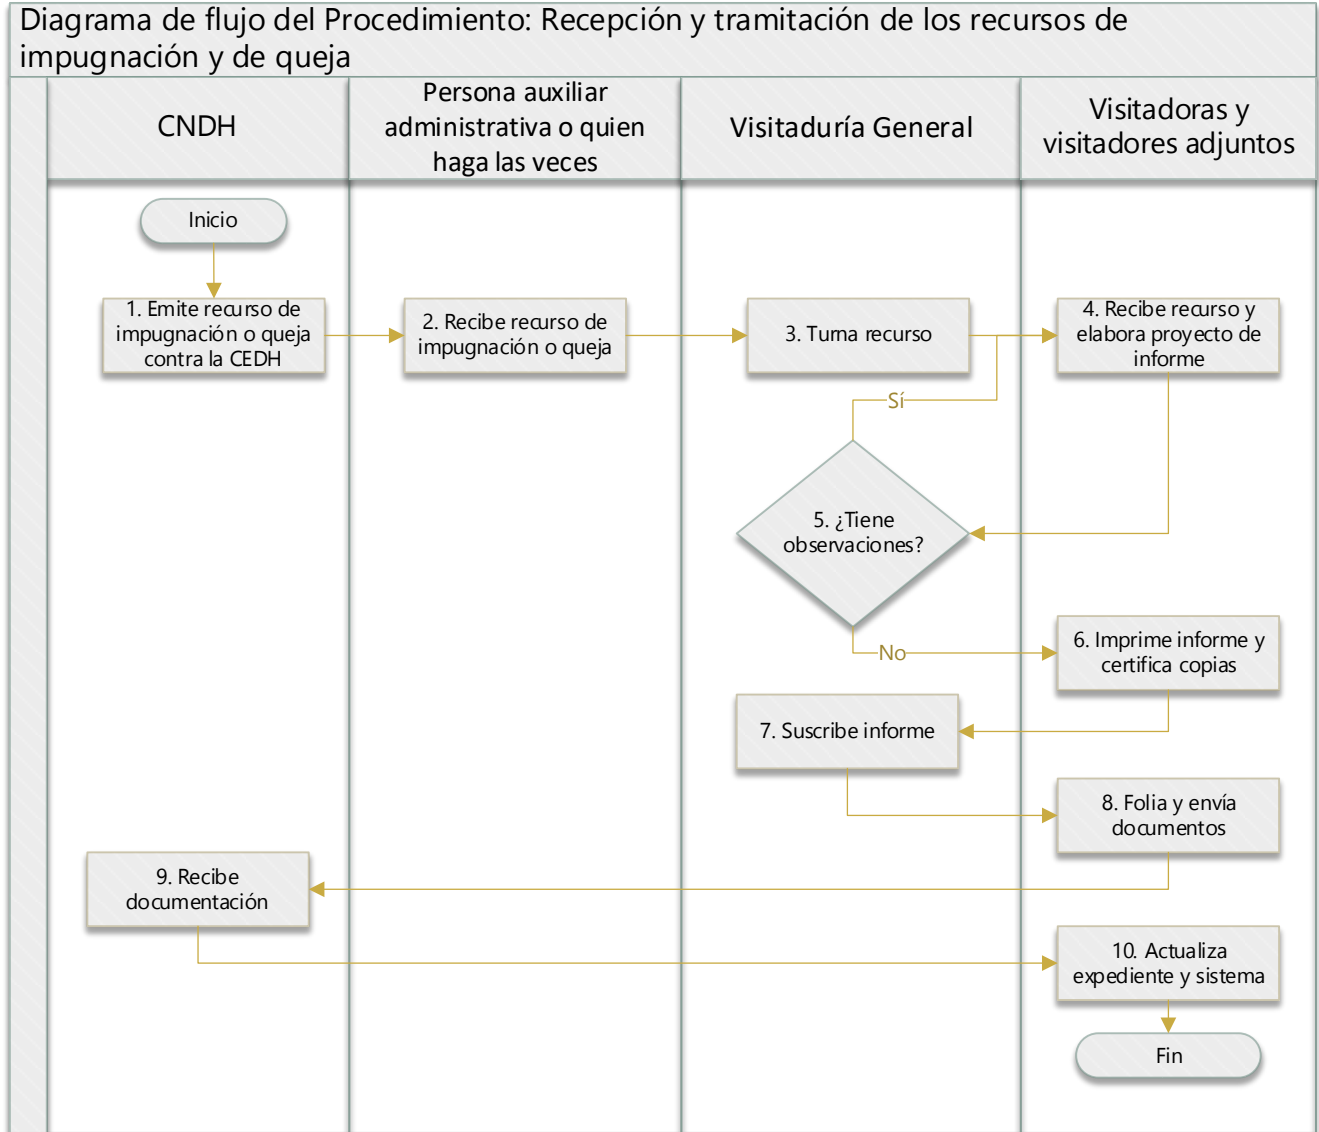 Diagrama de flujo del Procedimiento: Recepción y tramitación de los recursos de
impugnación y de queja
CNDH
Persona auxiliar
administrativa o quien
haga las veces
Visitaduría General
Visitadoras y
visitadores adjuntos
Inicio
1. Emite recurso de
impugnación o queja
contra la CEDH
2. Recibe recurso de
impugnación o queja
3. Turna recurso
4. Recibe recurso y
elabora proyecto de
informe
Sí
5. ¿Tiene
observaciones?
No
6. Imprime informe y
certifica copias
7. Suscribe informe
8. Folia y envía
documentos
9. Recibe
documentación
10. Actualiza
expediente y sistema
Fin